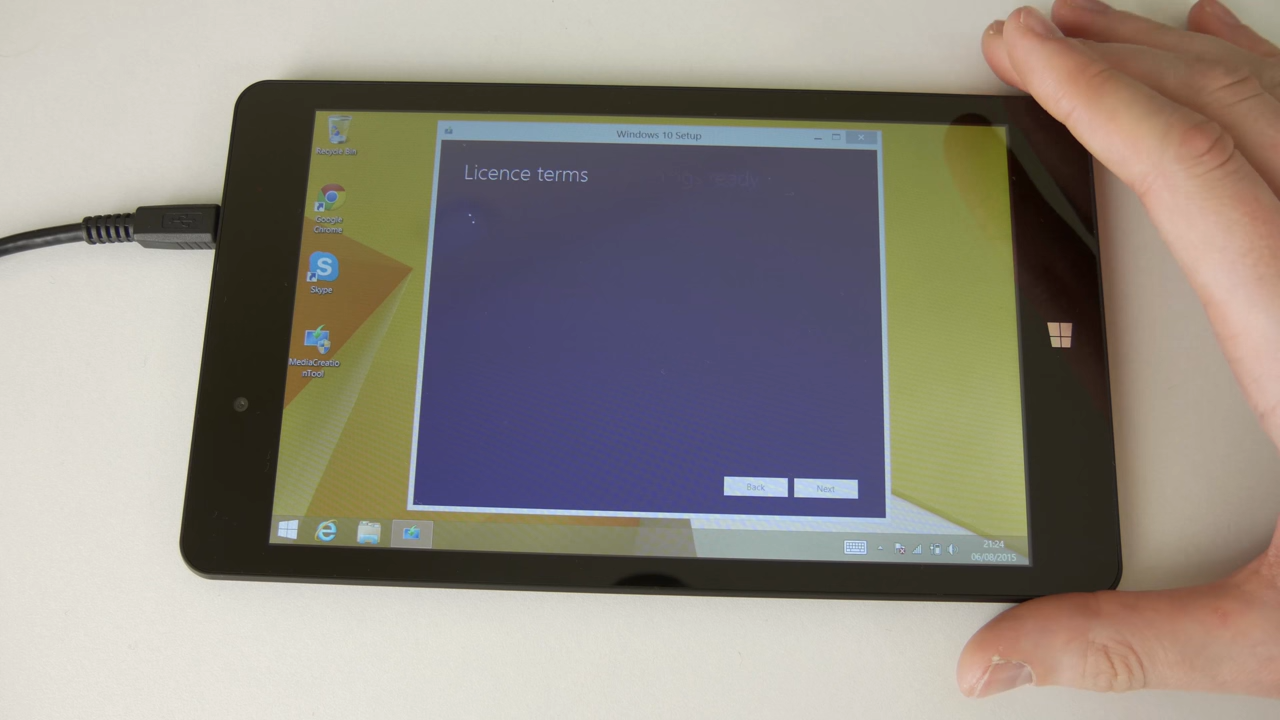 Recycle Bin
Google
Chrome
Skype
MediaCreatio
nTool
Windows 10 Setup
Licence terms
Back
Next
21:24
06/08/2015